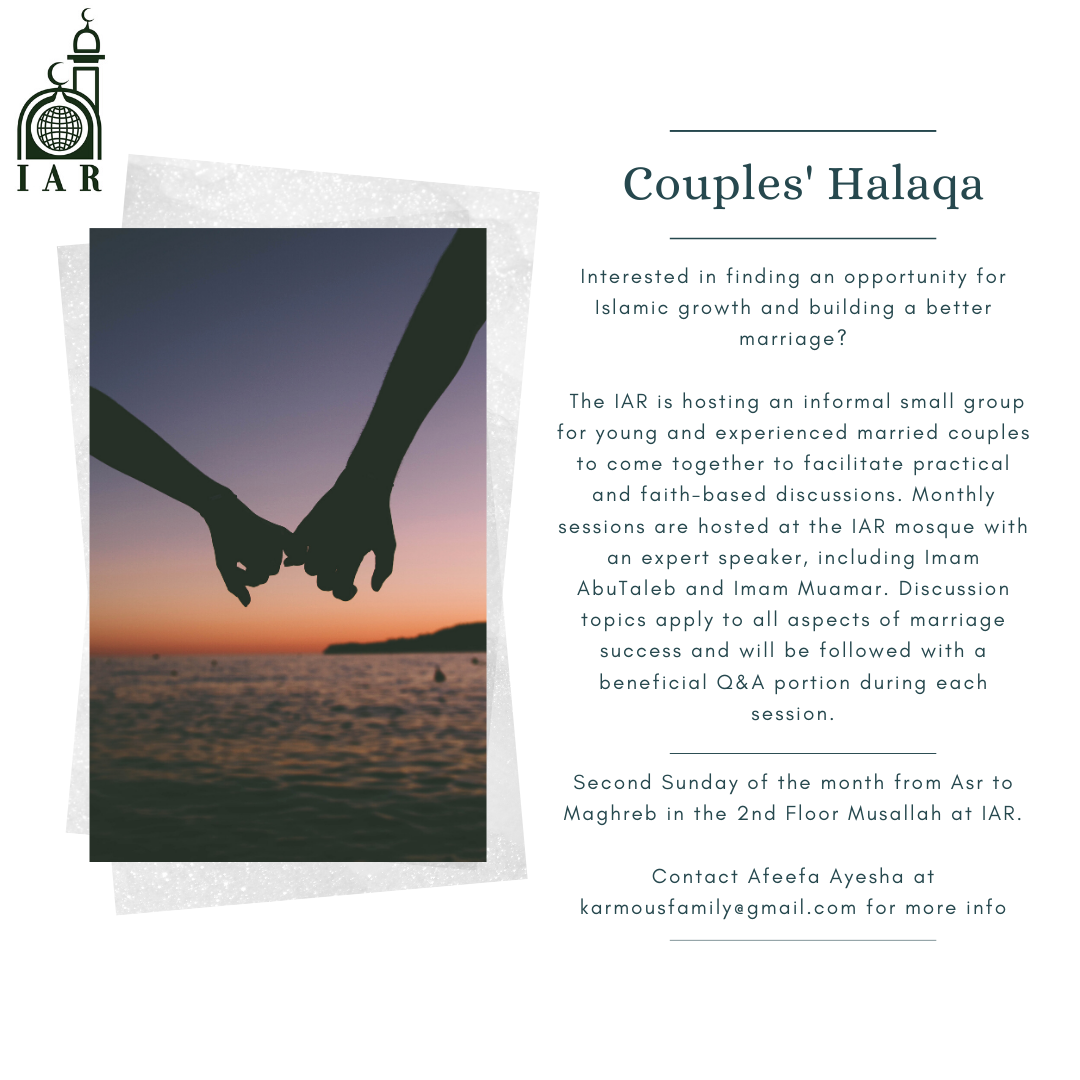 IAR
Couples' Halaqa
Interested in finding an opportunity for
Islamic growth and building a better
marriage?
The IAR is hosting an informal small group
for young and experienced married couples
to come together to facilitate practical
and faith-based discussions. Monthly
sessions are hosted at the IAR mosque with
an expert speaker, including Imam
AbuTaleb and Imam Muamar. Discussion
topics apply to all aspects of marriage
success and will be followed with a
beneficial Q&A portion during each
session.
Second Sunday of the month from Asr to
Maghreb in the 2nd Floor Musallah at IAR.
Contact Afeefa Ayesha at
karmousfamily@gmail.com for more info